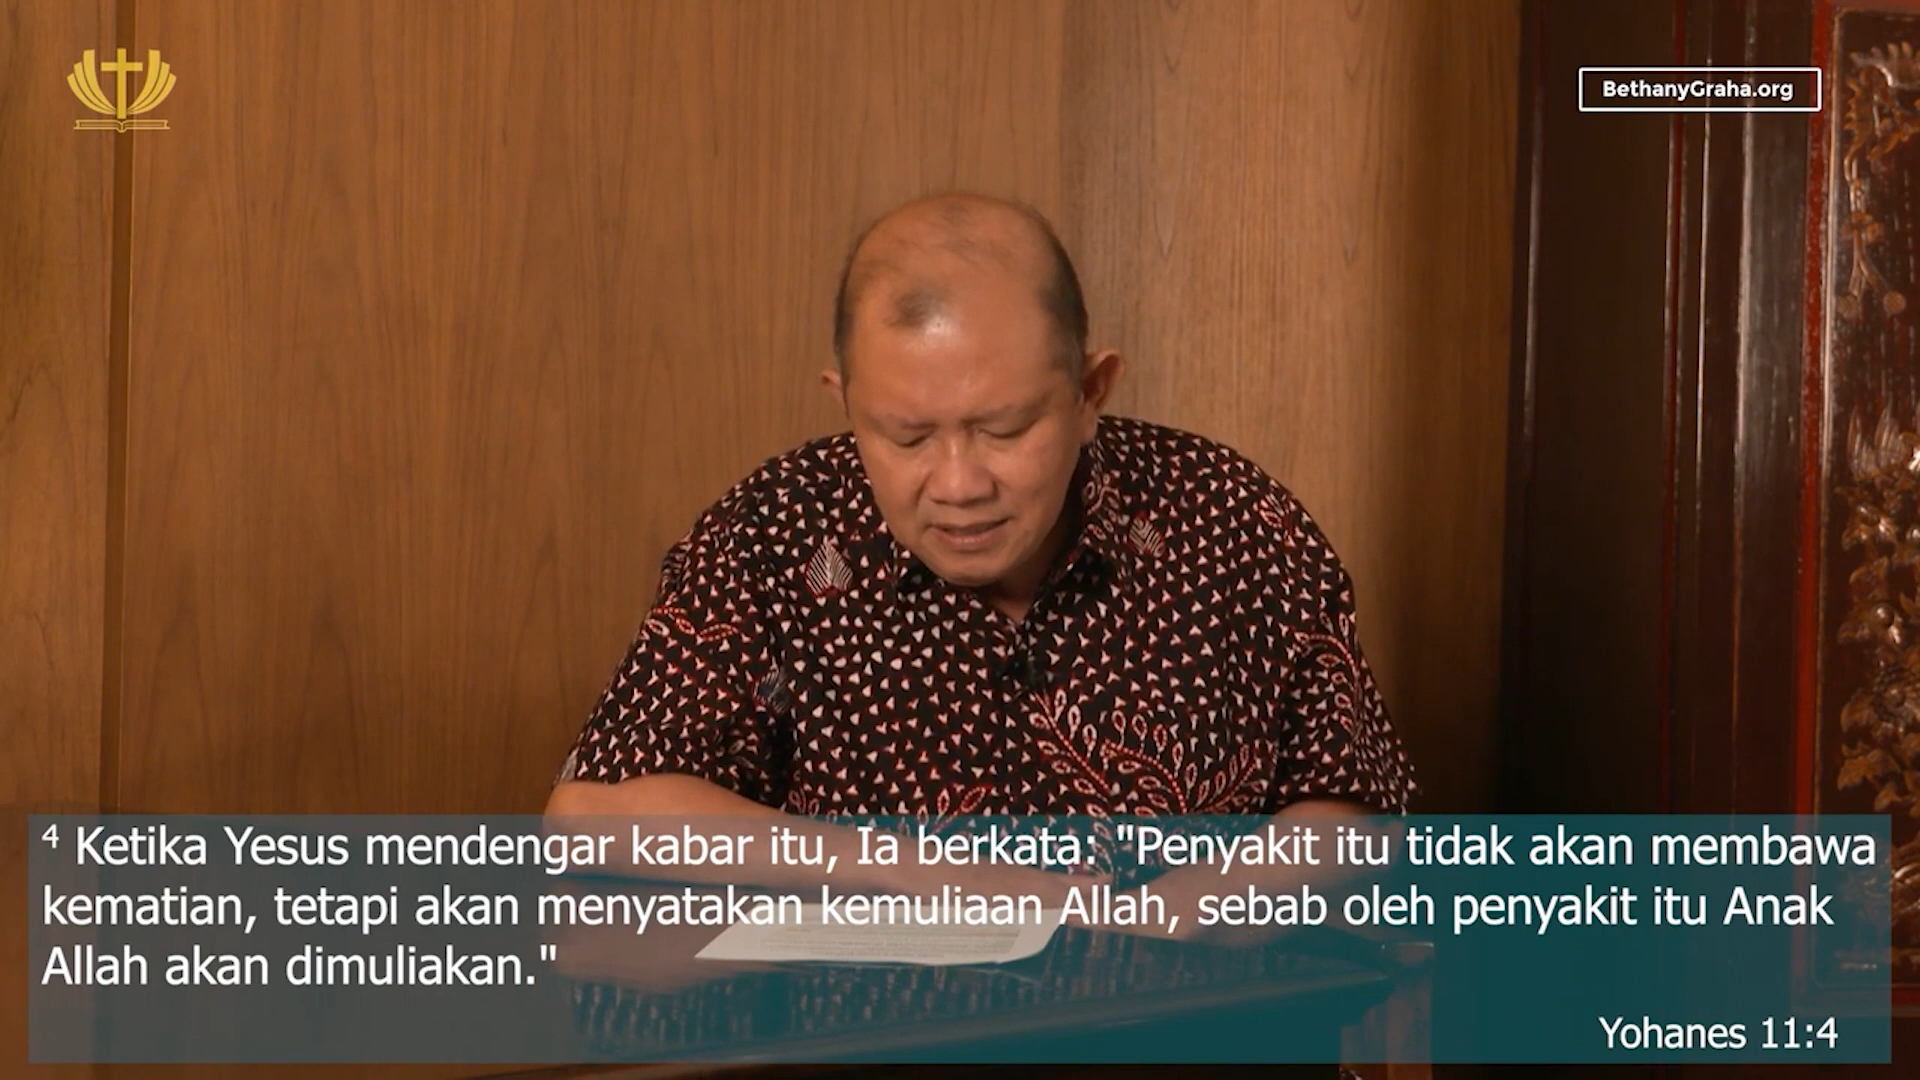 BethanyGraha.org
4 Ketika Yesus mendengar kabar itu, Ia berkata: "Penyakit itu tidak akan membawa
kematian, tetapi akan menyatakan kemuliaan Allah, sebab oleh penyakit itu Anak
Allah akan dimuliakan."
Yohanes 11:4